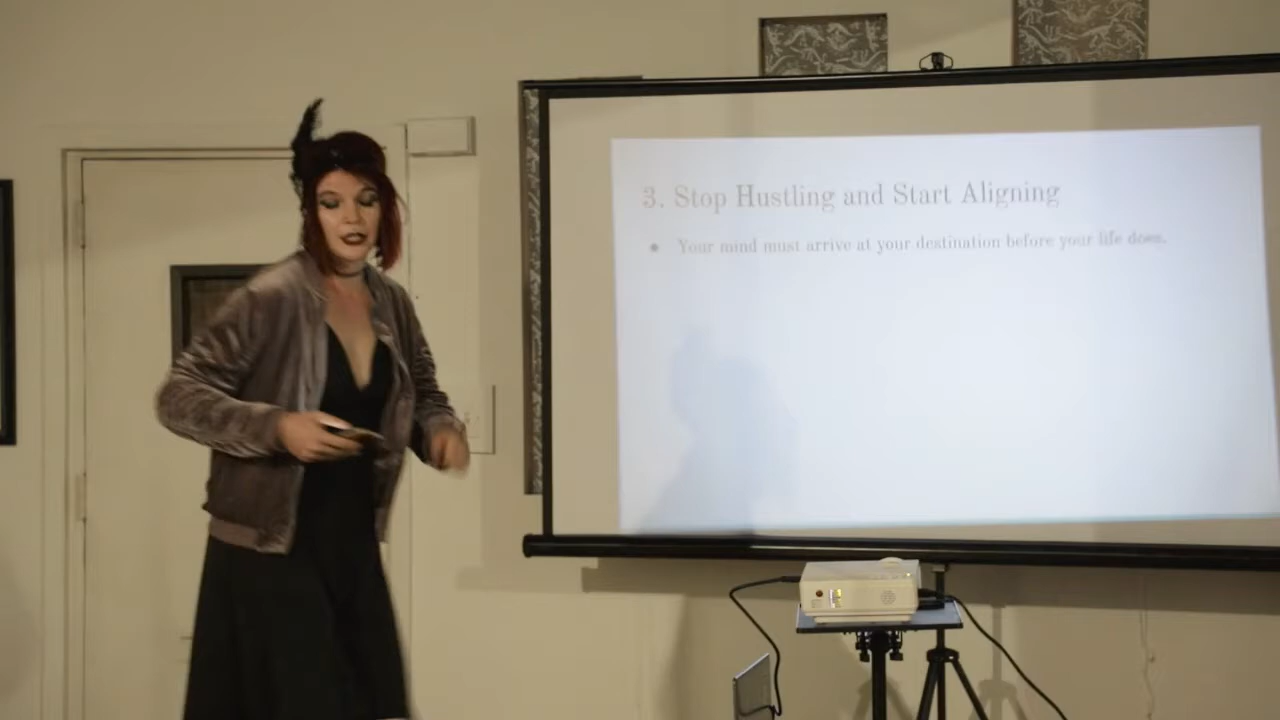 3. Stop Hustling and Start Aligning
● Your mind must arrive at your destination before your life does.